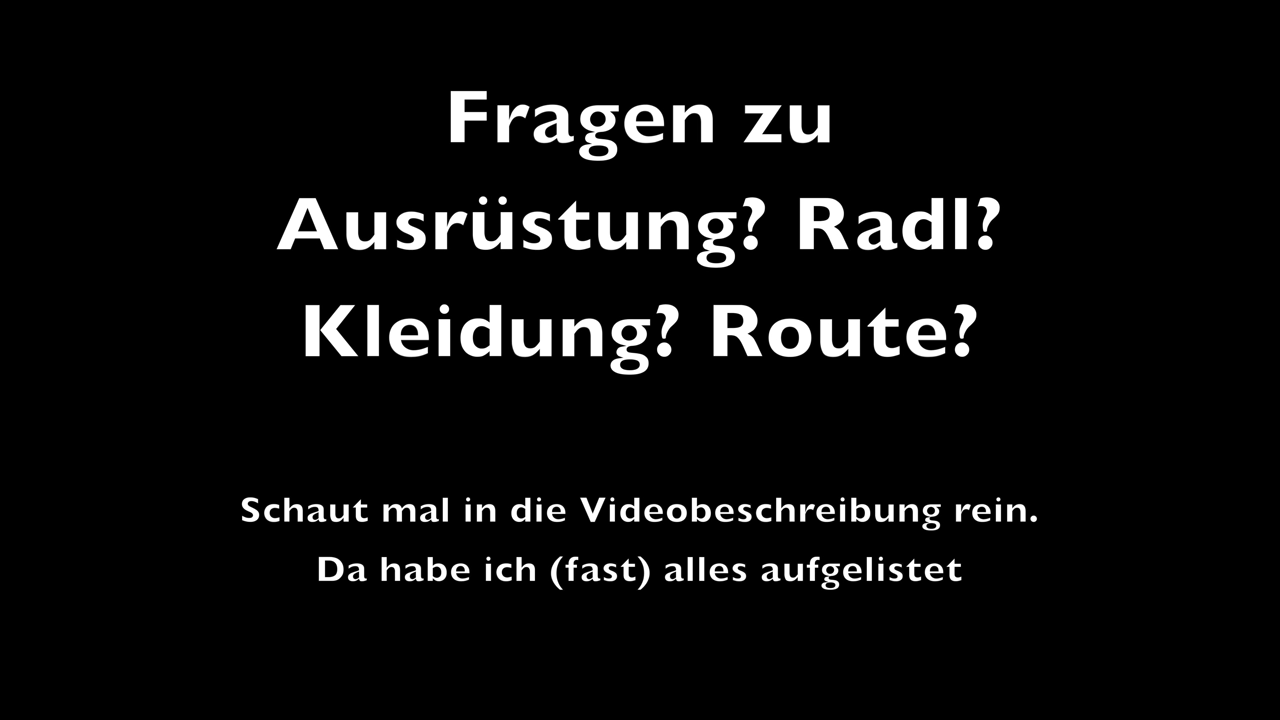 Fragen zu
Ausrüstung? Radl?
Kleidung? Route?
Schaut mal in die Videobeschreibung rein.
Da habe ich (fast) alles aufgelistet